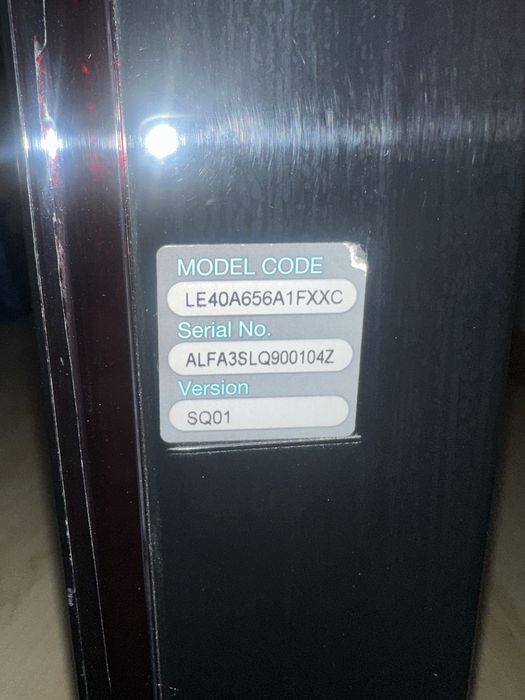 MODEL CODE
LE40A656A1FXXC
Serial No.
ALFA3SLQ900104Z
Version
SQ01